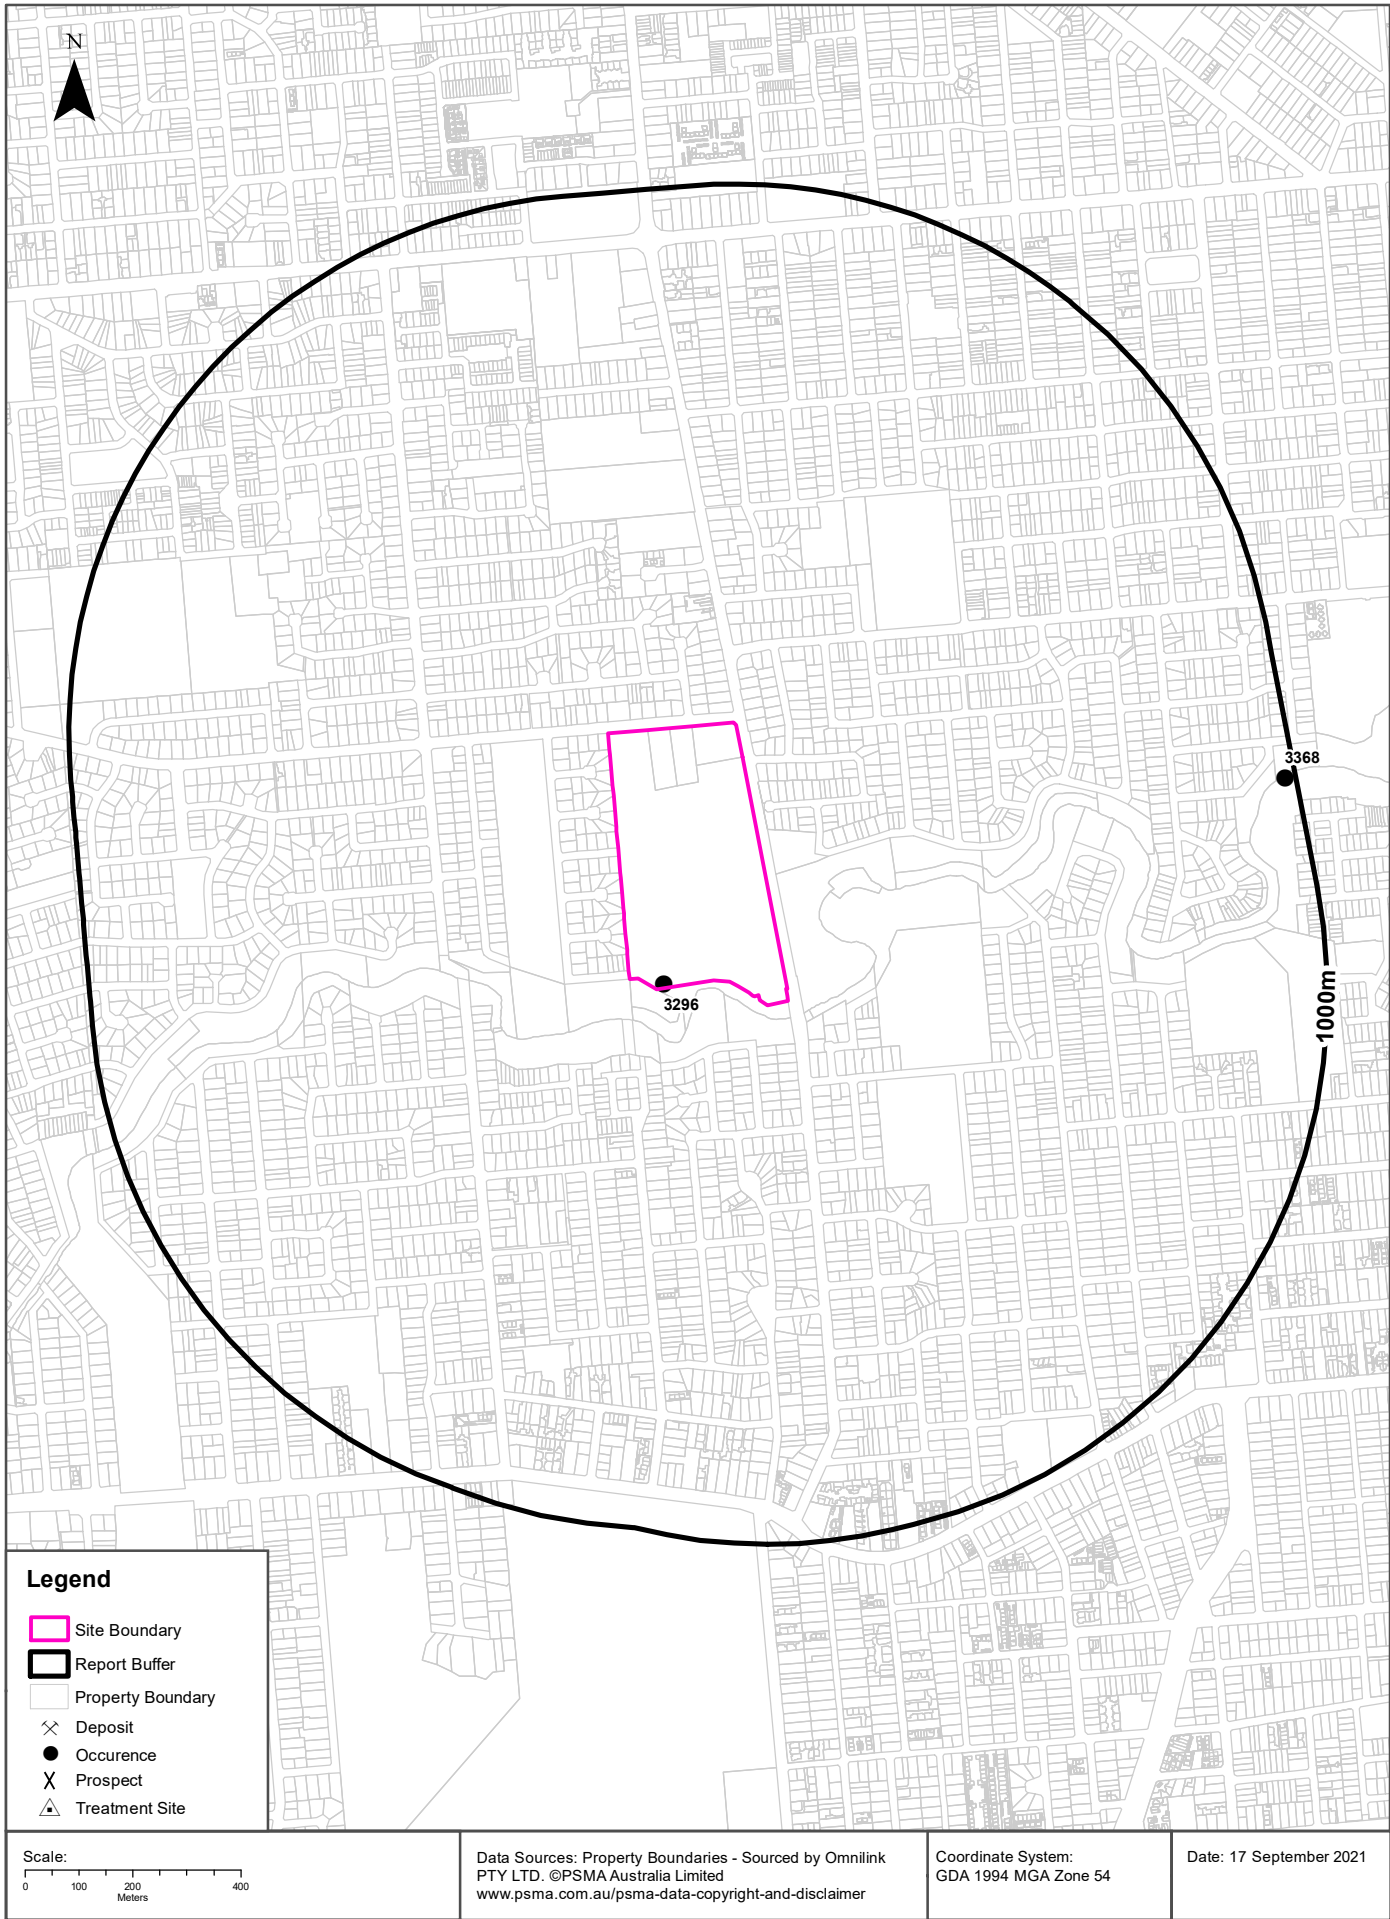 N
3368
3296
1000m
Legend
Site Boundary
Report Buffer
Property Boundary
Deposit
Occurence
Prospect
Treatment Site
Scale:
0 100 200 400
Meters
Data Sources: Property Boundaries - Sourced by Omnilink
PTY LTD. ©PSMA Australia Limited
www.psma.com.au/psma-data-copyright-and-disclaimer
Coordinate System:
GDA 1994 MGA Zone 54
Date: 17 September 2021